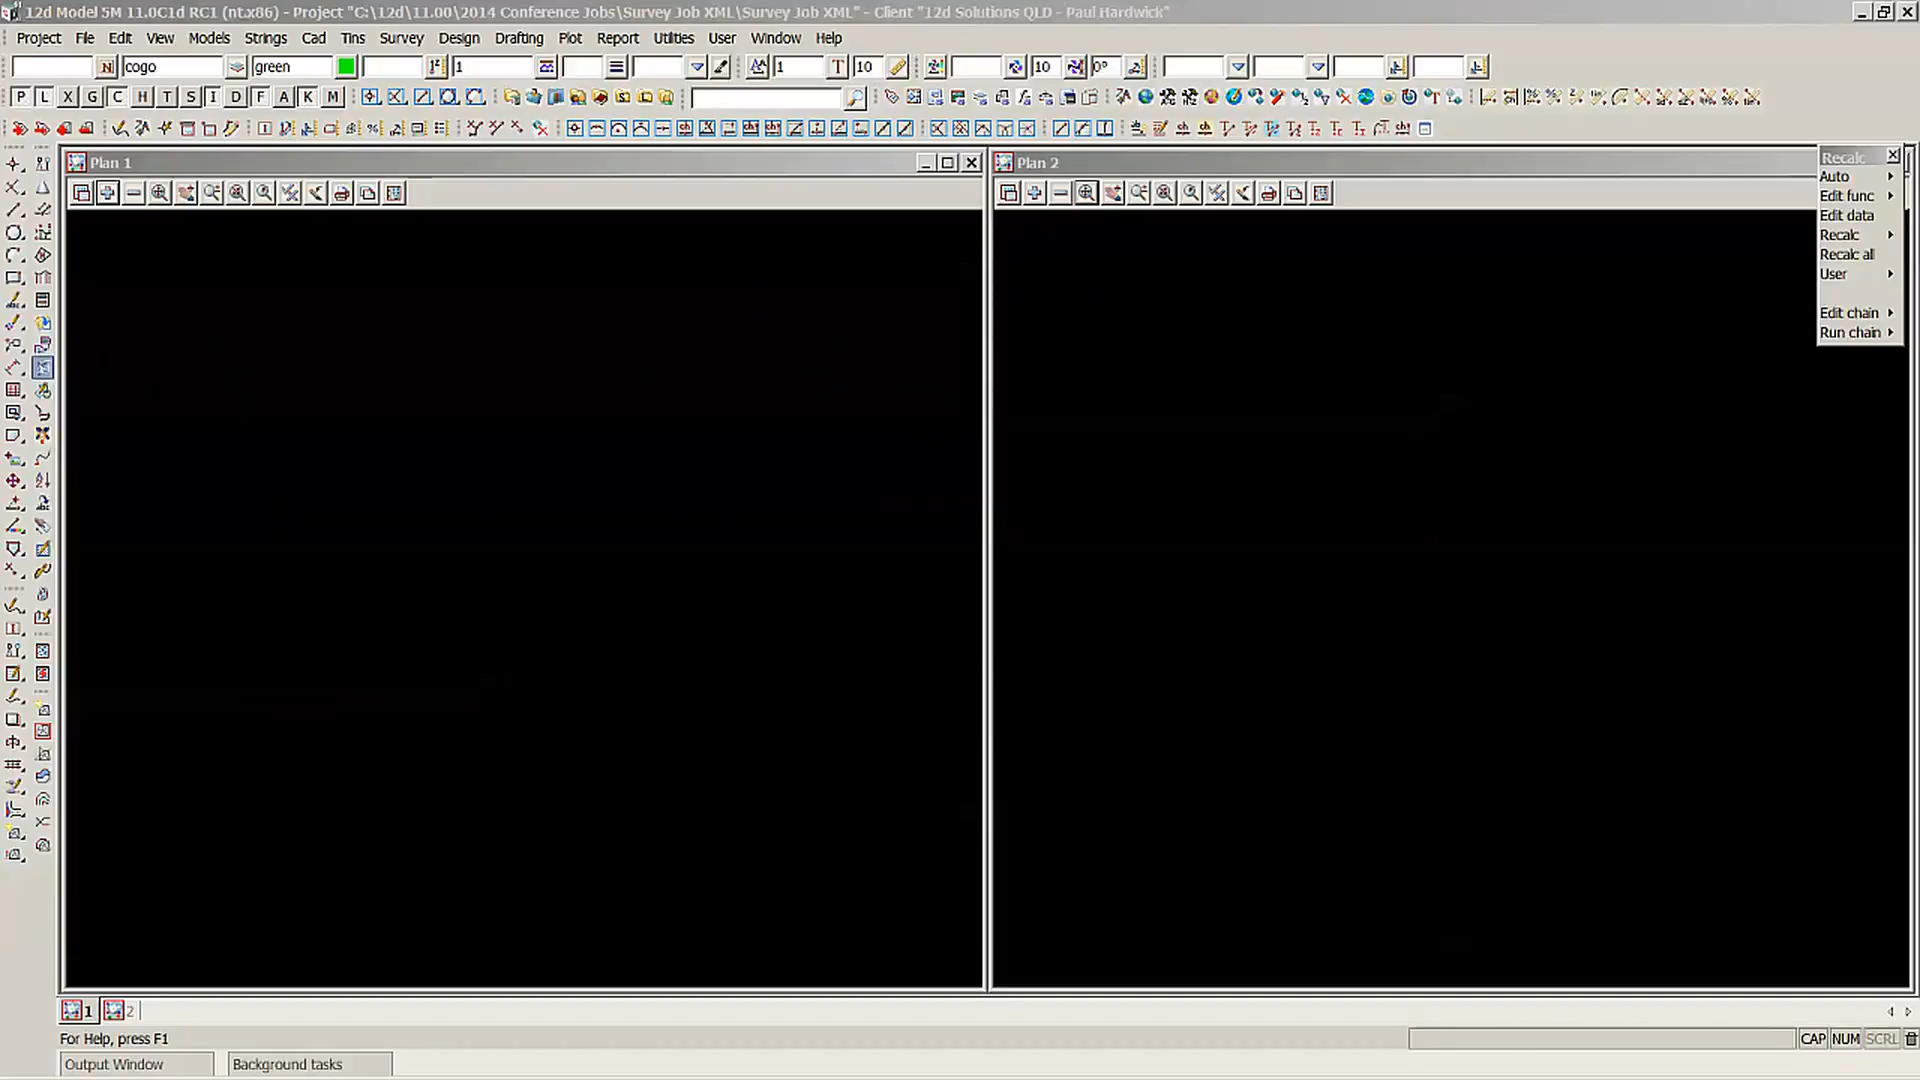 12d Model 5M 11.0C1d RC1 (nt.x86) - Project "C:\12d\11.00\2014 Conference Jobs\Survey Job XML\Survey Job XML" - Client "12d Solutions QLD - Paul Hardwick"
Project File Edit View Models Strings Cad Tins Survey Design Drafting Plot Report Utilities User Window Help
cogo green 1 1 T 10 10 0°
P L X G C H T S I D F A K M
Plan 1
Plan 2
Recalc
Auto
Edit func
Edit data
Recalc
Recalc all
User
Edit chain
Run chain
1 2
For Help, press F1
CAP NUM SCRL
Output Window Background tasks